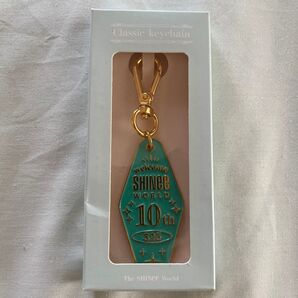 Classic keychain
SHINee
WORLD
10th
The SHINee World